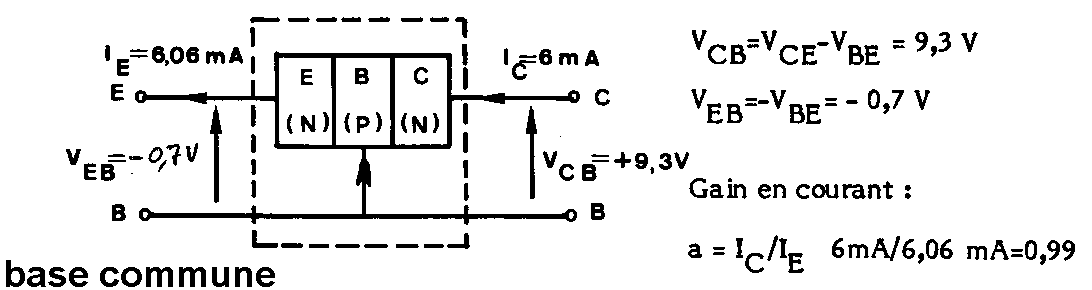 I_E=6,06 mA
I_C=6 mA
E
E B C
C
(N) (P) (N)
V_EB=-0,7V
V_CB=+9,3V
B
B
base commune
V_CB=V_CE-V_BE = 9,3 V
V_EB=-V_BE= - 0,7 V
Gain en courant :
a = I_C/I_E 6mA/6,06 mA=0,99